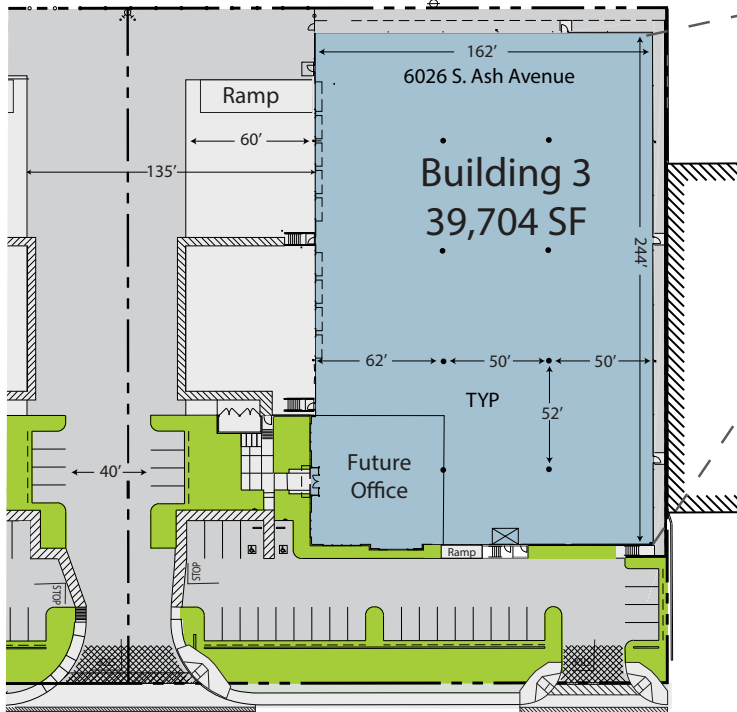 162’
6026 S. Ash Avenue
Ramp
60’
135’
Building 3
39,704 SF
244’
62’
50’
50’
TYP
52’
40’
Future
Office
Ramp
STOP
STOP